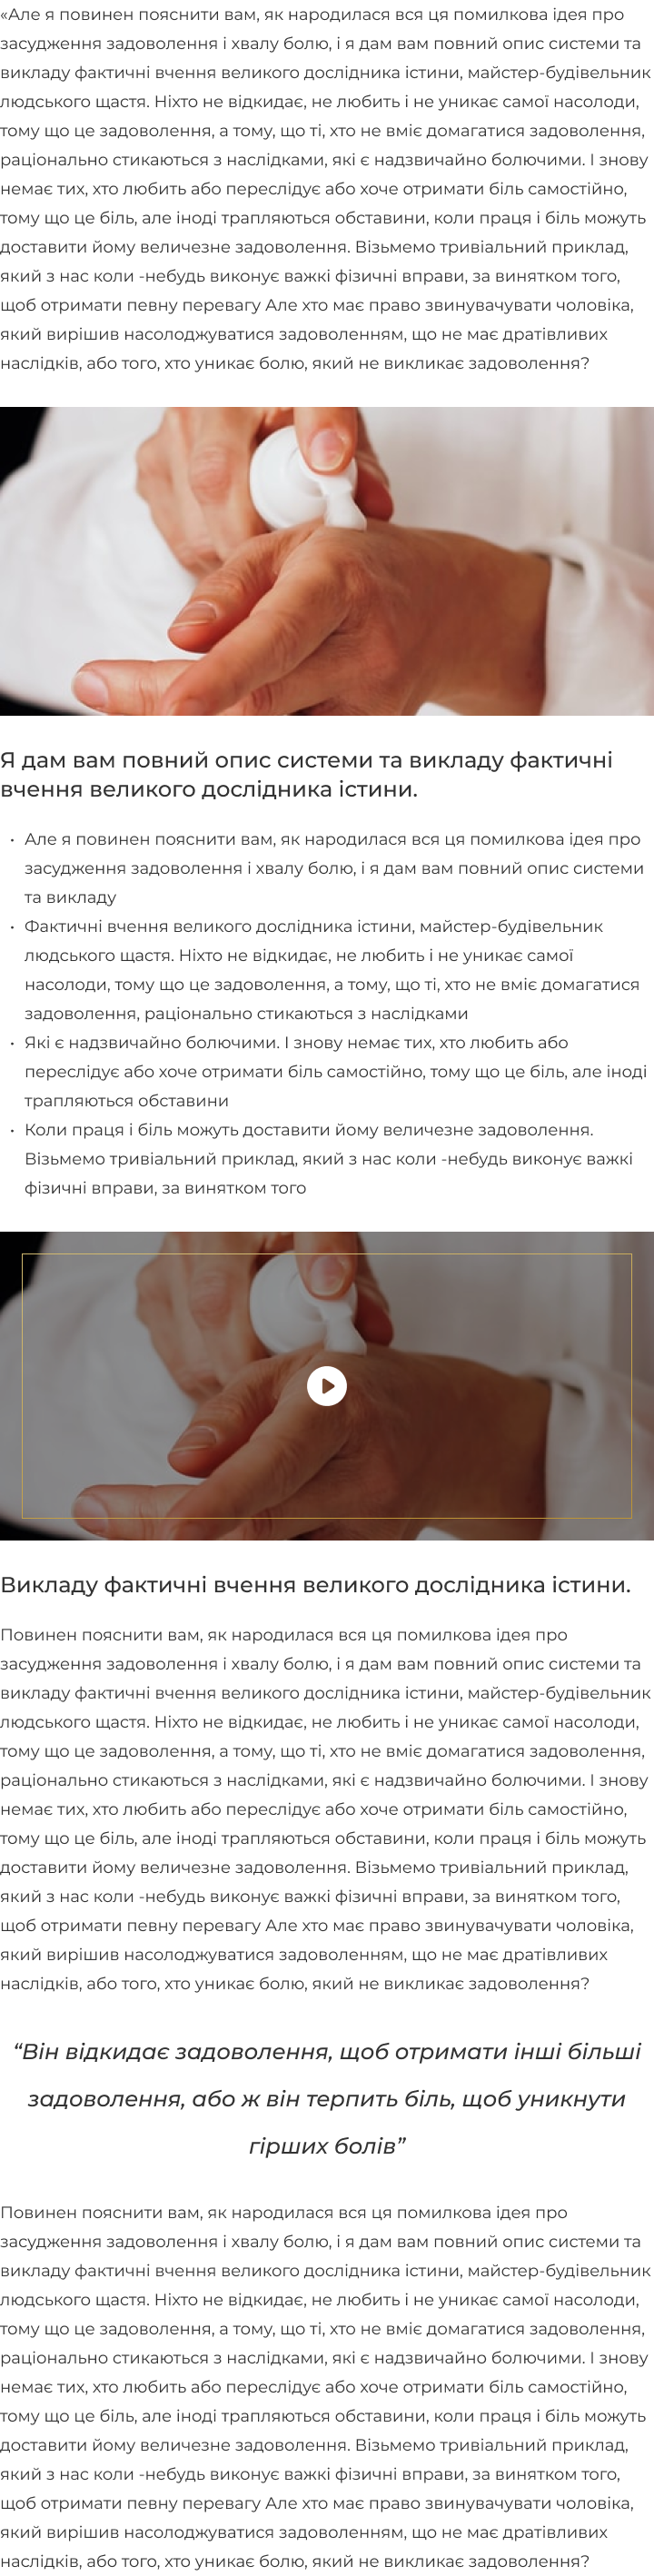 «Але я повинен пояснити вам, як народилася вся ця помилкова ідея про
засудження задоволення і хвалу болю, і я дам вам повний опис системи та
викладу фактичні вчення великого дослідника істини, майстер-будівельник
людського щастя. Ніхто не відкидає, не любить і не уникає самої насолоди,
тому що це задоволення, а тому, що ті, хто не вміє домагатися задоволення,
раціонально стикаються з наслідками, які є надзвичайно болючими. І знову
немає тих, хто любить або переслідує або хоче отримати біль самостійно,
тому що це біль, але іноді трапляються обставини, коли праця і біль можуть
доставити йому величезне задоволення. Візьмемо тривіальний приклад,
який з нас коли -небудь виконує важкі фізичні вправи, за винятком того,
щоб отримати певну перевагу Але хто має право звинувачувати чоловіка,
який вирішив насолоджуватися задоволенням, що не має дратівливих
наслідків, або того, хто уникає болю, який не викликає задоволення?
Я дам вам повний опис системи та викладу фактичні
вчення великого дослідника істини.
• Але я повинен пояснити вам, як народилася вся ця помилкова ідея про
засудження задоволення і хвалу болю, і я дам вам повний опис системи
та викладу
• Фактичні вчення великого дослідника істини, майстер-будівельник
людського щастя. Ніхто не відкидає, не любить і не уникає самої
насолоди, тому що це задоволення, а тому, що ті, хто не вміє домагатися
задоволення, раціонально стикаються з наслідками
• Які є надзвичайно болючими. І знову немає тих, хто любить або
переслідує або хоче отримати біль самостійно, тому що це біль, але іноді
трапляються обставини
• Коли праця і біль можуть доставити йому величезне задоволення.
Візьмемо тривіальний приклад, який з нас коли -небудь виконує важкі
фізичні вправи, за винятком того
Викладу фактичні вчення великого дослідника істини.
Повинен пояснити вам, як народилася вся ця помилкова ідея про
засудження задоволення і хвалу болю, і я дам вам повний опис системи та
викладу фактичні вчення великого дослідника істини, майстер-будівельник
людського щастя. Ніхто не відкидає, не любить і не уникає самої насолоди,
тому що це задоволення, а тому, що ті, хто не вміє домагатися задоволення,
раціонально стикаються з наслідками, які є надзвичайно болючими. І знову
немає тих, хто любить або переслідує або хоче отримати біль самостійно,
тому що це біль, але іноді трапляються обставини, коли праця і біль можуть
доставити йому величезне задоволення. Візьмемо тривіальний приклад,
який з нас коли -небудь виконує важкі фізичні вправи, за винятком того,
щоб отримати певну перевагу Але хто має право звинувачувати чоловіка,
який вирішив насолоджуватися задоволенням, що не має дратівливих
наслідків, або того, хто уникає болю, який не викликає задоволення?
“Він відкидає задоволення, щоб отримати інші більші
задоволення, або ж він терпить біль, щоб уникнути
гірших болів”
Повинен пояснити вам, як народилася вся ця помилкова ідея про
засудження задоволення і хвалу болю, і я дам вам повний опис системи та
викладу фактичні вчення великого дослідника істини, майстер-будівельник
людського щастя. Ніхто не відкидає, не любить і не уникає самої насолоди,
тому що це задоволення, а тому, що ті, хто не вміє домагатися задоволення,
раціонально стикаються з наслідками, які є надзвичайно болючими. І знову
немає тих, хто любить або переслідує або хоче отримати біль самостійно,
тому що це біль, але іноді трапляються обставини, коли праця і біль можуть
доставити йому величезне задоволення. Візьмемо тривіальний приклад,
який з нас коли -небудь виконує важкі фізичні вправи, за винятком того,
щоб отримати певну перевагу Але хто має право звинувачувати чоловіка,
який вирішив насолоджуватися задоволенням, що не має дратівливих
наслідків, або того, хто уникає болю, який не викликає задоволення?